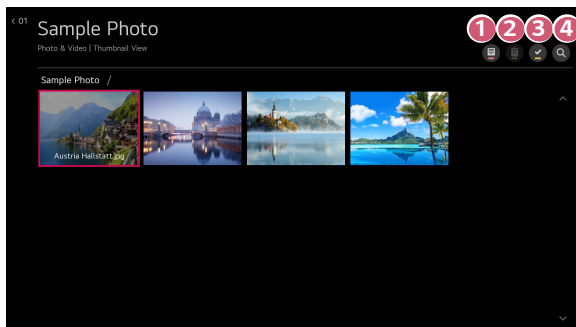 < 01
Sample Photo
1 2 3 4
Photo & Video | Thumbnail View
Sample Photo /
Austria Hallstatt.jpg